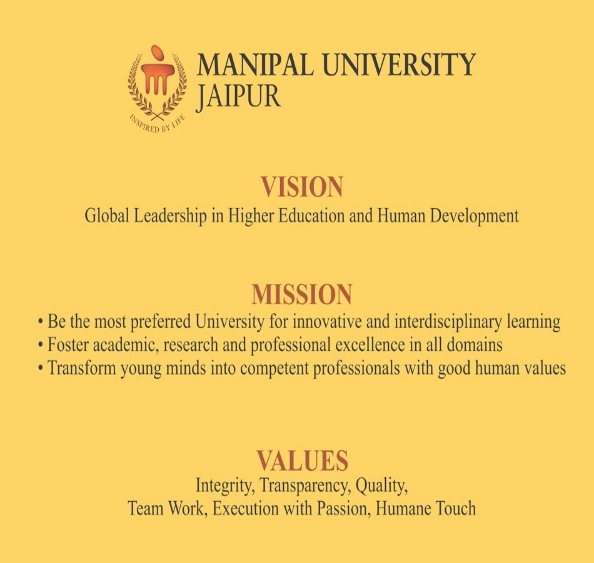 MANIPAL UNIVERSITY
JAIPUR
INSPIRED BY LIFE
VISION
Global Leadership in Higher Education and Human Development
MISSION
• Be the most preferred University for innovative and interdisciplinary learning
• Foster academic, research and professional excellence in all domains
• Transform young minds into competent professionals with good human values
VALUES
Integrity, Transparency, Quality,
Team Work, Execution with Passion, Humane Touch